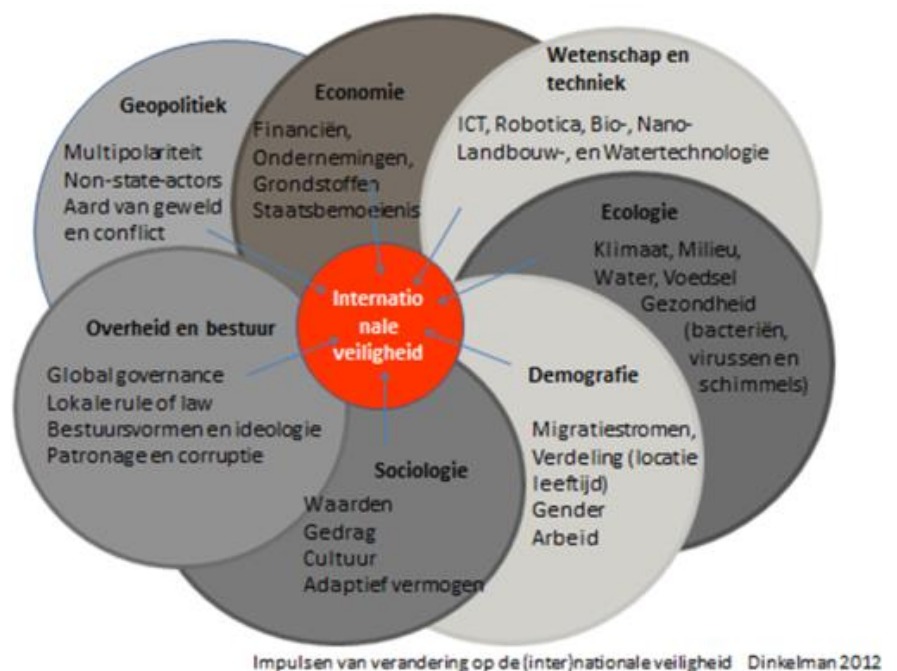 Geopolitiek
Multipolariteit
Non-state-actors
Aard van geweld
en conflict
Economie
Financiën,
Ondernemingen,
Grondstoffen
Staatsbemoeienis
Wetenschap en
techniek
ICT, Robotica, Bio-, Nano-
Landbouw-, en Watertechnologie
Ecologie
Klimaat, Milieu,
Water, Voedsel
Gezondheid
(bacteriën,
virussen en
schimmels)
Internatio
nale
veiligheid
Overheid en bestuur
Global governance
Lokale rule of law
Bestuursvormen en ideologie
Patronage en corruptie
Demografie
Migratiestromen,
Verdeling (locatie
leeftijd)
Gender
Arbeid
Sociologie
Waarden
Gedrag
Cultuur
Adaptief vermogen
Impulsen van verandering op de (inter)nationale veiligheid Dinkelman 2012